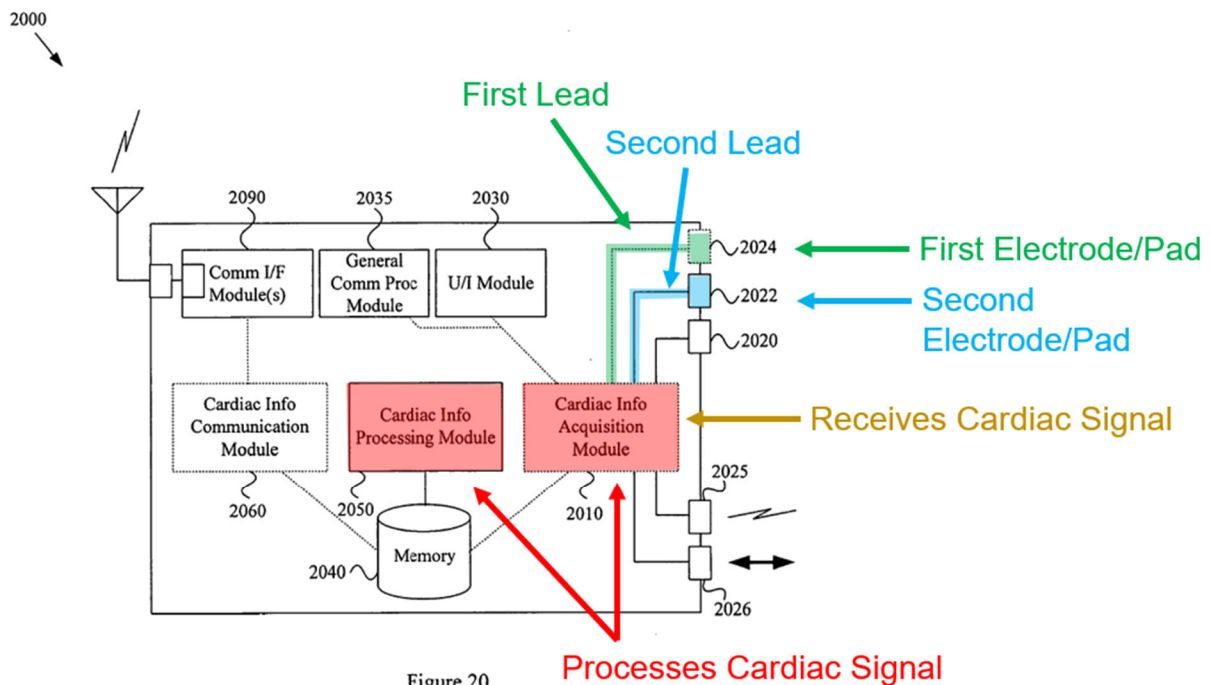 2000
First Lead
Second Lead
2090
2035
2030
Comm I/F
Module(s)
General
Comm Proc
Module
U/I Module
2024
First Electrode/Pad
2022
Second
Electrode/Pad
2020
Cardiac Info
Communication
Module
Cardiac Info
Processing Module
Cardiac Info
Acquisition
Module
Receives Cardiac Signal
2060
2050
2010
2025
Memory
2040
2026
Processes Cardiac Signal
Figure 20